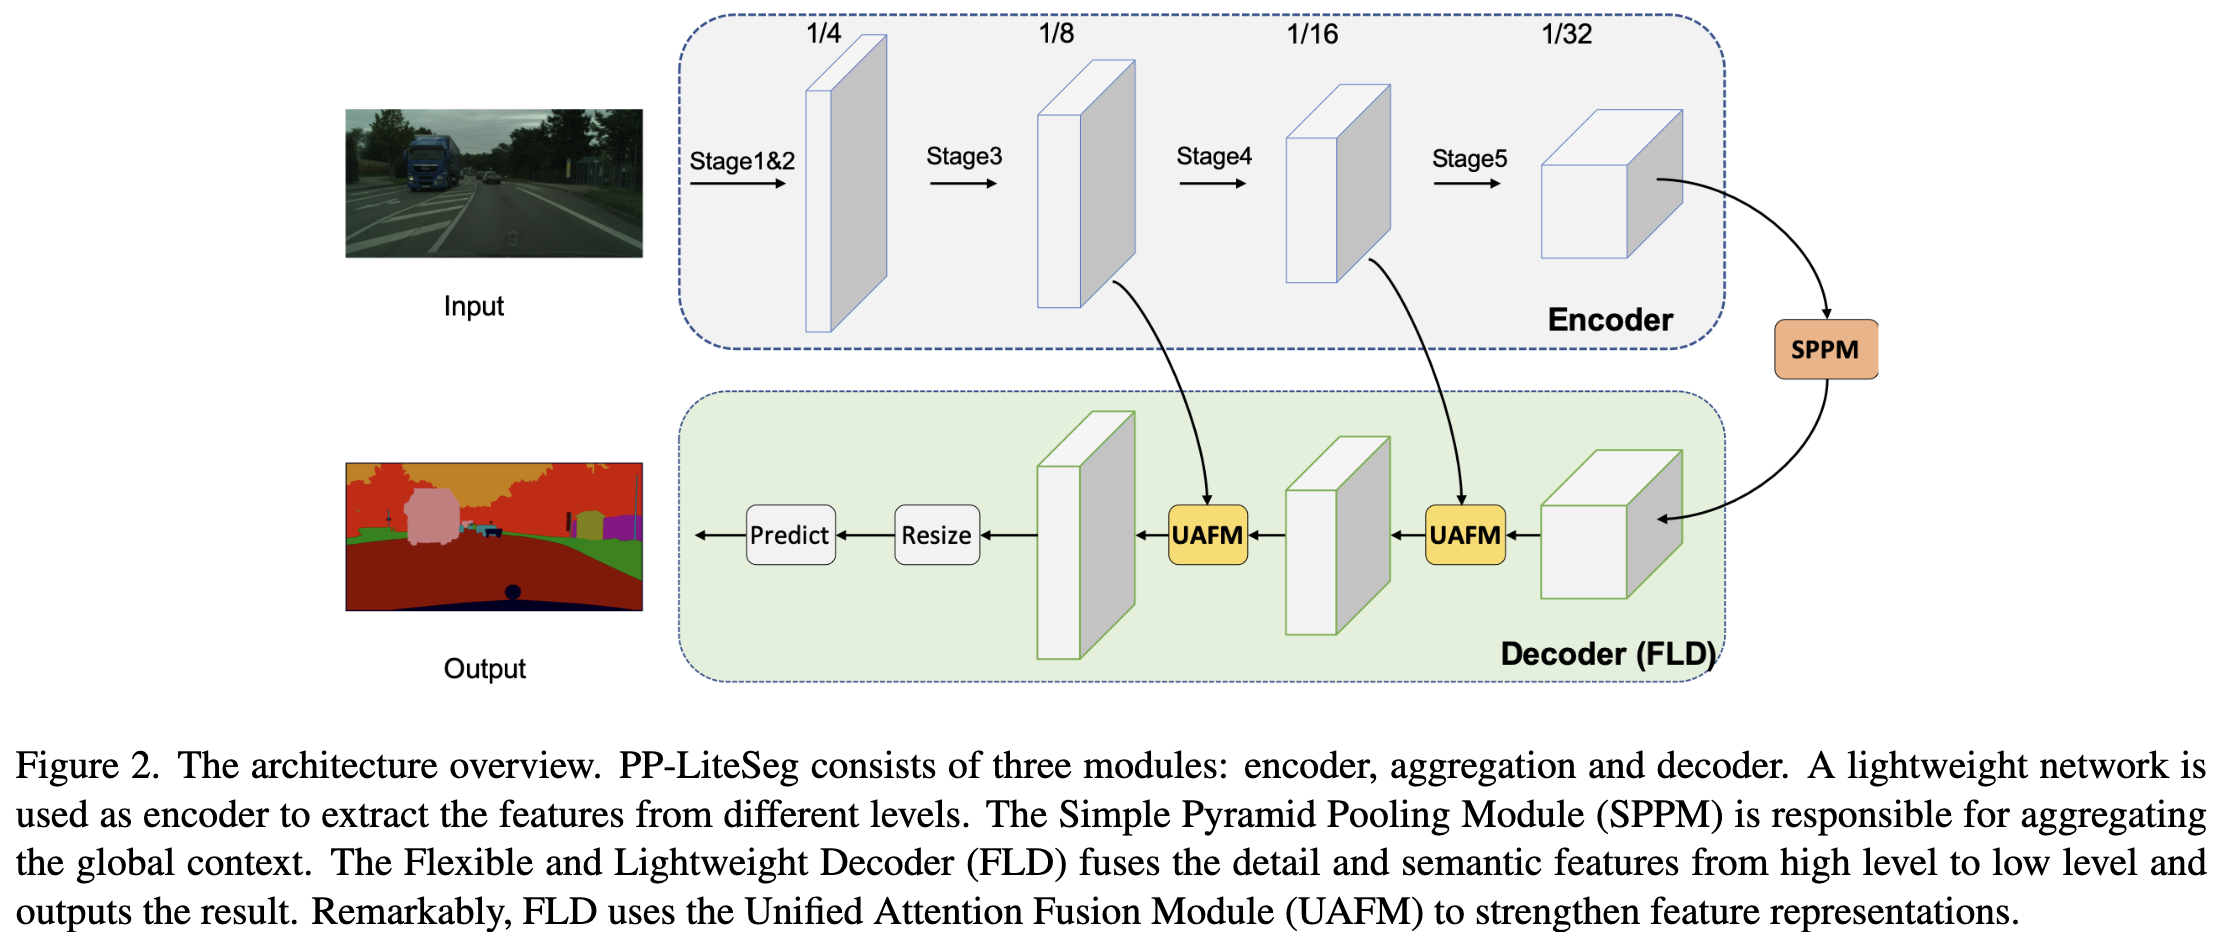 1/4
1/8
1/16
1/32
Stage1&2
Stage3
Stage4
Stage5
Input
Encoder
SPPM
Predict
Resize
UAFM
UAFM
Output
Decoder (FLD)
Figure 2. The architecture overview. PP-LiteSeg consists of three modules: encoder, aggregation and decoder. A lightweight network is
used as encoder to extract the features from different levels. The Simple Pyramid Pooling Module (SPPM) is responsible for aggregating
the global context. The Flexible and Lightweight Decoder (FLD) fuses the detail and semantic features from high level to low level and
outputs the result. Remarkably, FLD uses the Unified Attention Fusion Module (UAFM) to strengthen feature representations.